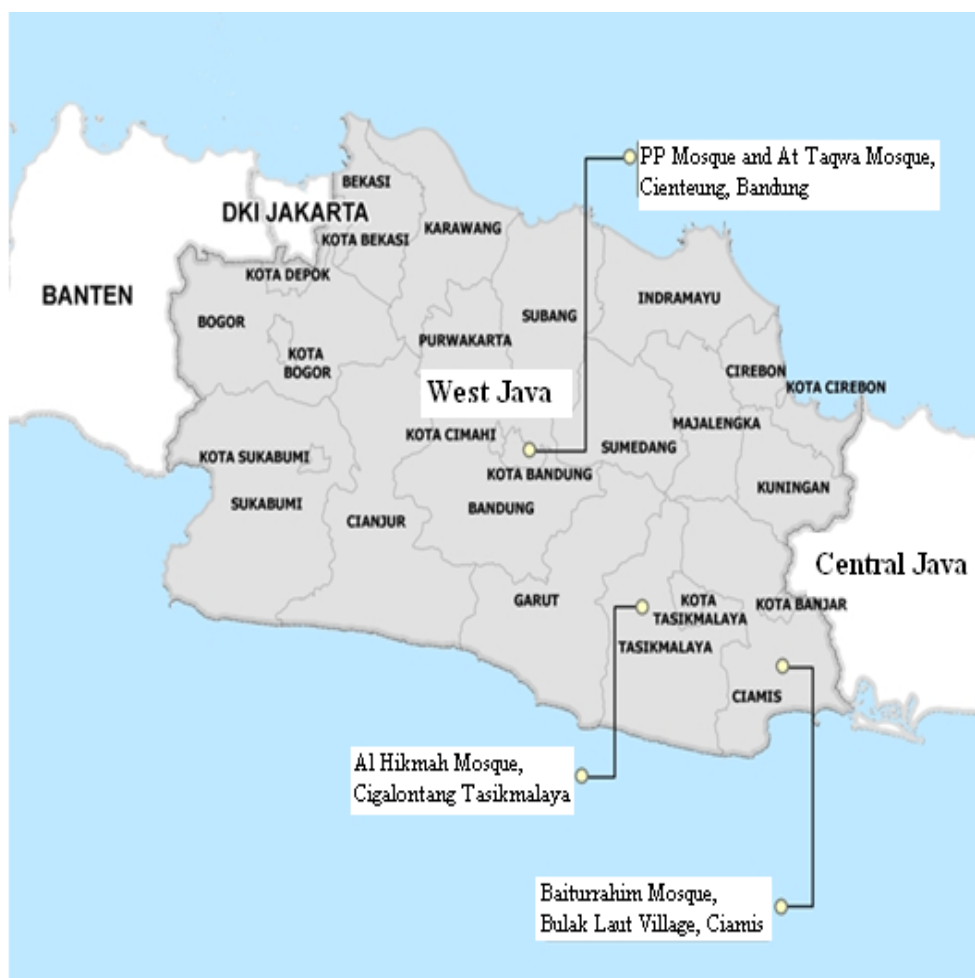 PP Mosque and At Taqwa Mosque,
Cienteung, Bandung
BEKASI
DKI JAKARTA
KOTA BEKASI
KARAWANG
KOTA DEPOK
BANTEN
INDRAMAYU
BOGOR
SUBANG
PURWAKARTA
KOTA
BOGOR
CIREBON
KOTA CIREBON
West Java
MAJALENGKA
KOTA CIMAHI
SUMEDANG
KOTA SUKABUMI
KOTA BANDUNG
KUNINGAN
SUKABUMI
BANDUNG
CIANJUR
Central Java
GARUT
KOTA
TASIKMALAYA
KOTA BANJAR
TASIKMALAYA
CIAMIS
Al Hikmah Mosque,
Cigalontang Tasikmalaya
Baiturrahim Mosque,
Bulak Laut Village, Ciamis